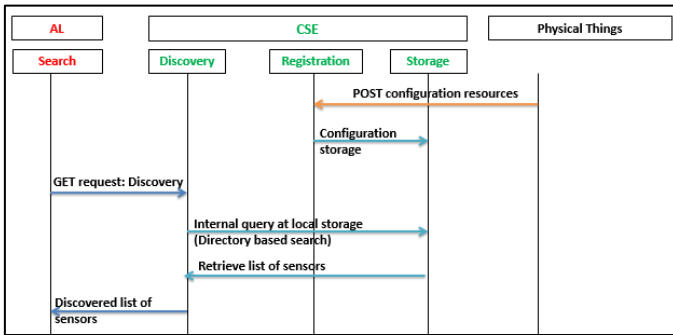 AL
CSE
Physical Things
Search
Discovery
Registration
Storage
POST configuration resources
Configuration
storage
GET request: Discovery
Internal query at local storage
(Directory based search)
Retrieve list of sensors
Discovered list of
sensors